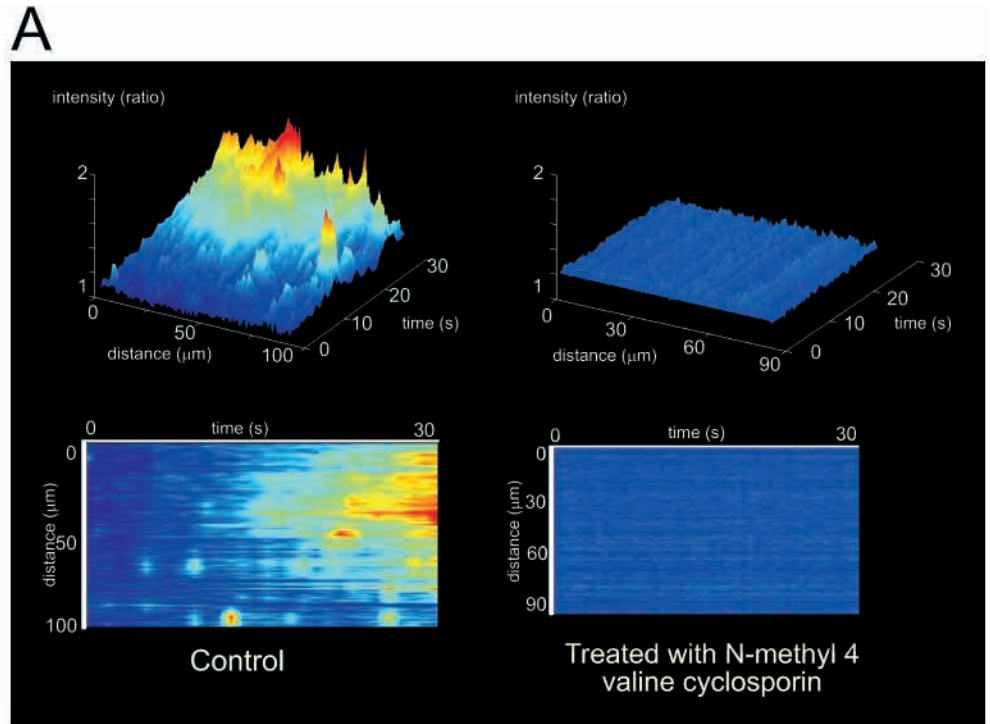 A
intensity (ratio)
2
1
0
50
100
distance (μm)
0
10
20
30
time (s)
intensity (ratio)
2
1
0
30
60
90
distance (μm)
0
10
20
30
time (s)
0 time (s) 30
0
50
100
distance (μm)
Control
0 time (s) 30
0
30
60
90
distance (μm)
Treated with N-methyl 4
valine cyclosporin